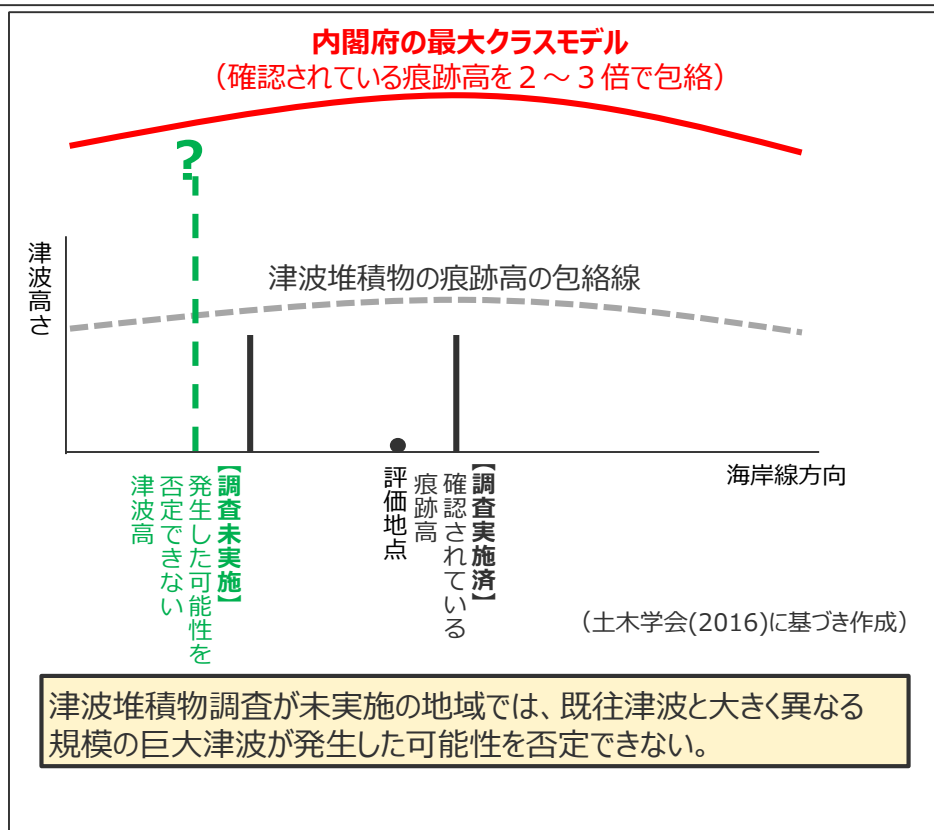 内閣府の最大クラスモデル
（確認されている痕跡高を２～３倍で包絡）
?
津波高さ
津波堆積物の痕跡高の包絡線
海岸線方向
【調査未実施】
発生した可能性を
否定できない
津波高
評価地点
【調査実施済】
確認されている
痕跡高
（土木学会(2016)に基づき作成）
津波堆積物調査が未実施の地域では、既往津波と大きく異なる
規模の巨大津波が発生した可能性を否定できない。